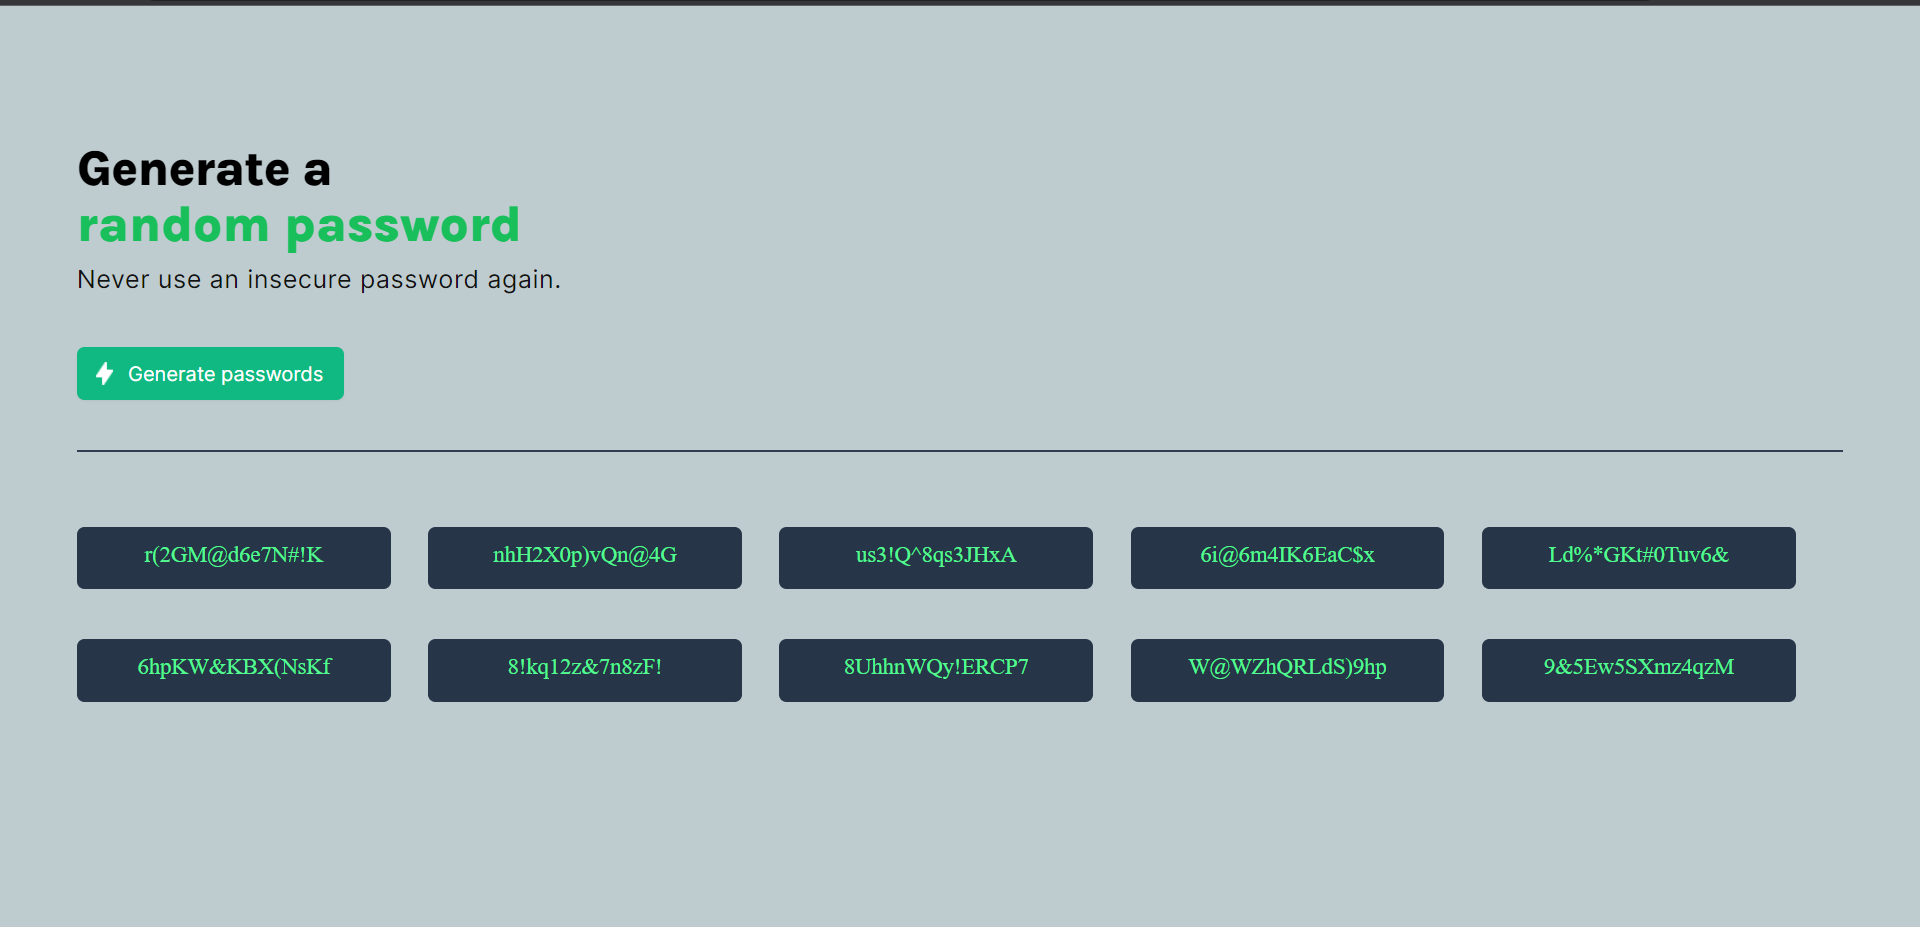 Generate a
random password
Never use an insecure password again.
Generate passwords
r(2GM@d6e7N#!K
nhH2X0p)vQn@4G
us3!Q^8qs3JHxA
6i@6m4IK6EaC$x
Ld%*GKt#0Tuv6&
6hpKW&KBX(NsKf
8!kq12z&7n8zF!
8UhhnWQy!ERCP7
W@WZhQRLdS)9hp
9&5Ew5SXmz4qzM